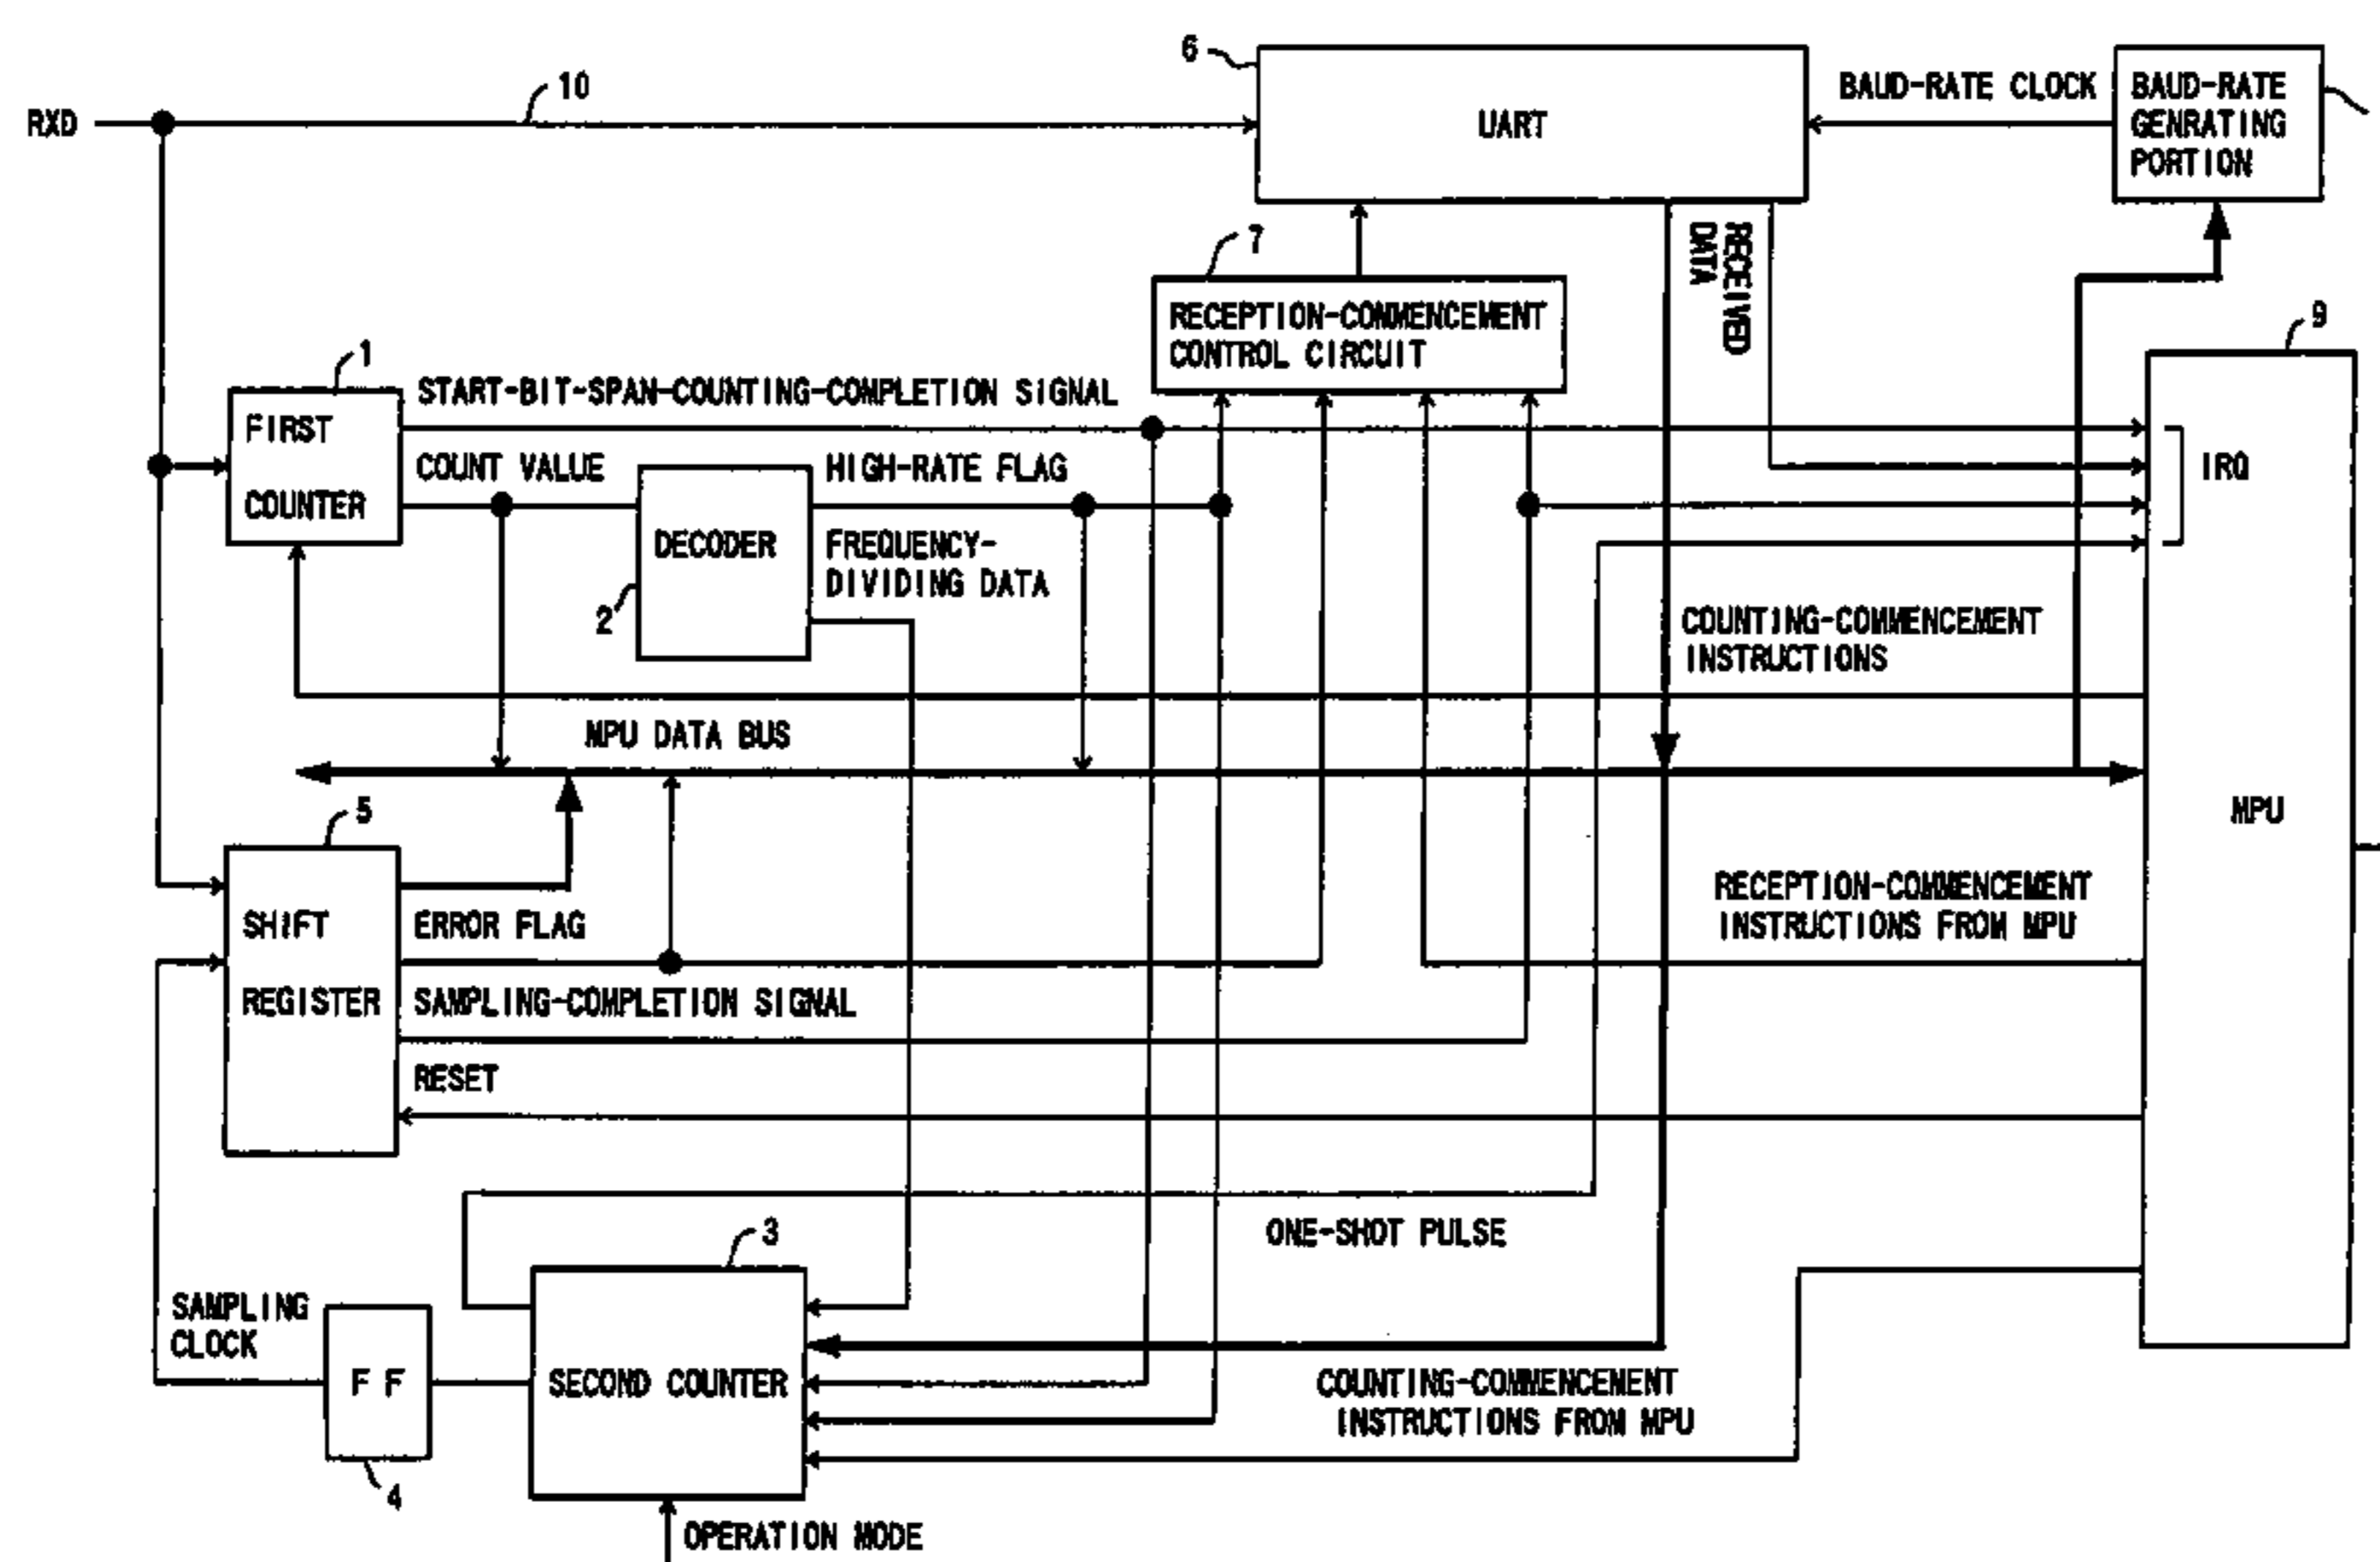 6
10
RXD
UART
BAUD-RATE CLOCK
BAUD-RATE
GENRATING
PORTION
7
RECEIVED
DATA
RECEPTION-COMMENCEMENT
CONTROL CIRCUIT
9
1
START-BIT-SPAN-COUNTING-COMPLETION SIGNAL
FIRST
COUNTER
COUNT VALUE
HIGH-RATE FLAG
IRQ
DECODER
2
FREQUENCY-
DIVIDING DATA
COUNTING-COMMENCEMENT
INSTRUCTIONS
MPU DATA BUS
MPU
5
SHIFT
REGISTER
ERROR FLAG
RECEPTION-COMMENCEMENT
INSTRUCTIONS FROM MPU
SAMPLING-COMPLETION SIGNAL
RESET
ONE-SHOT PULSE
3
SAMPLING
CLOCK
F F
4
SECOND COUNTER
COUNTING-COMMENCEMENT
INSTRUCTIONS FROM MPU
OPERATION MODE